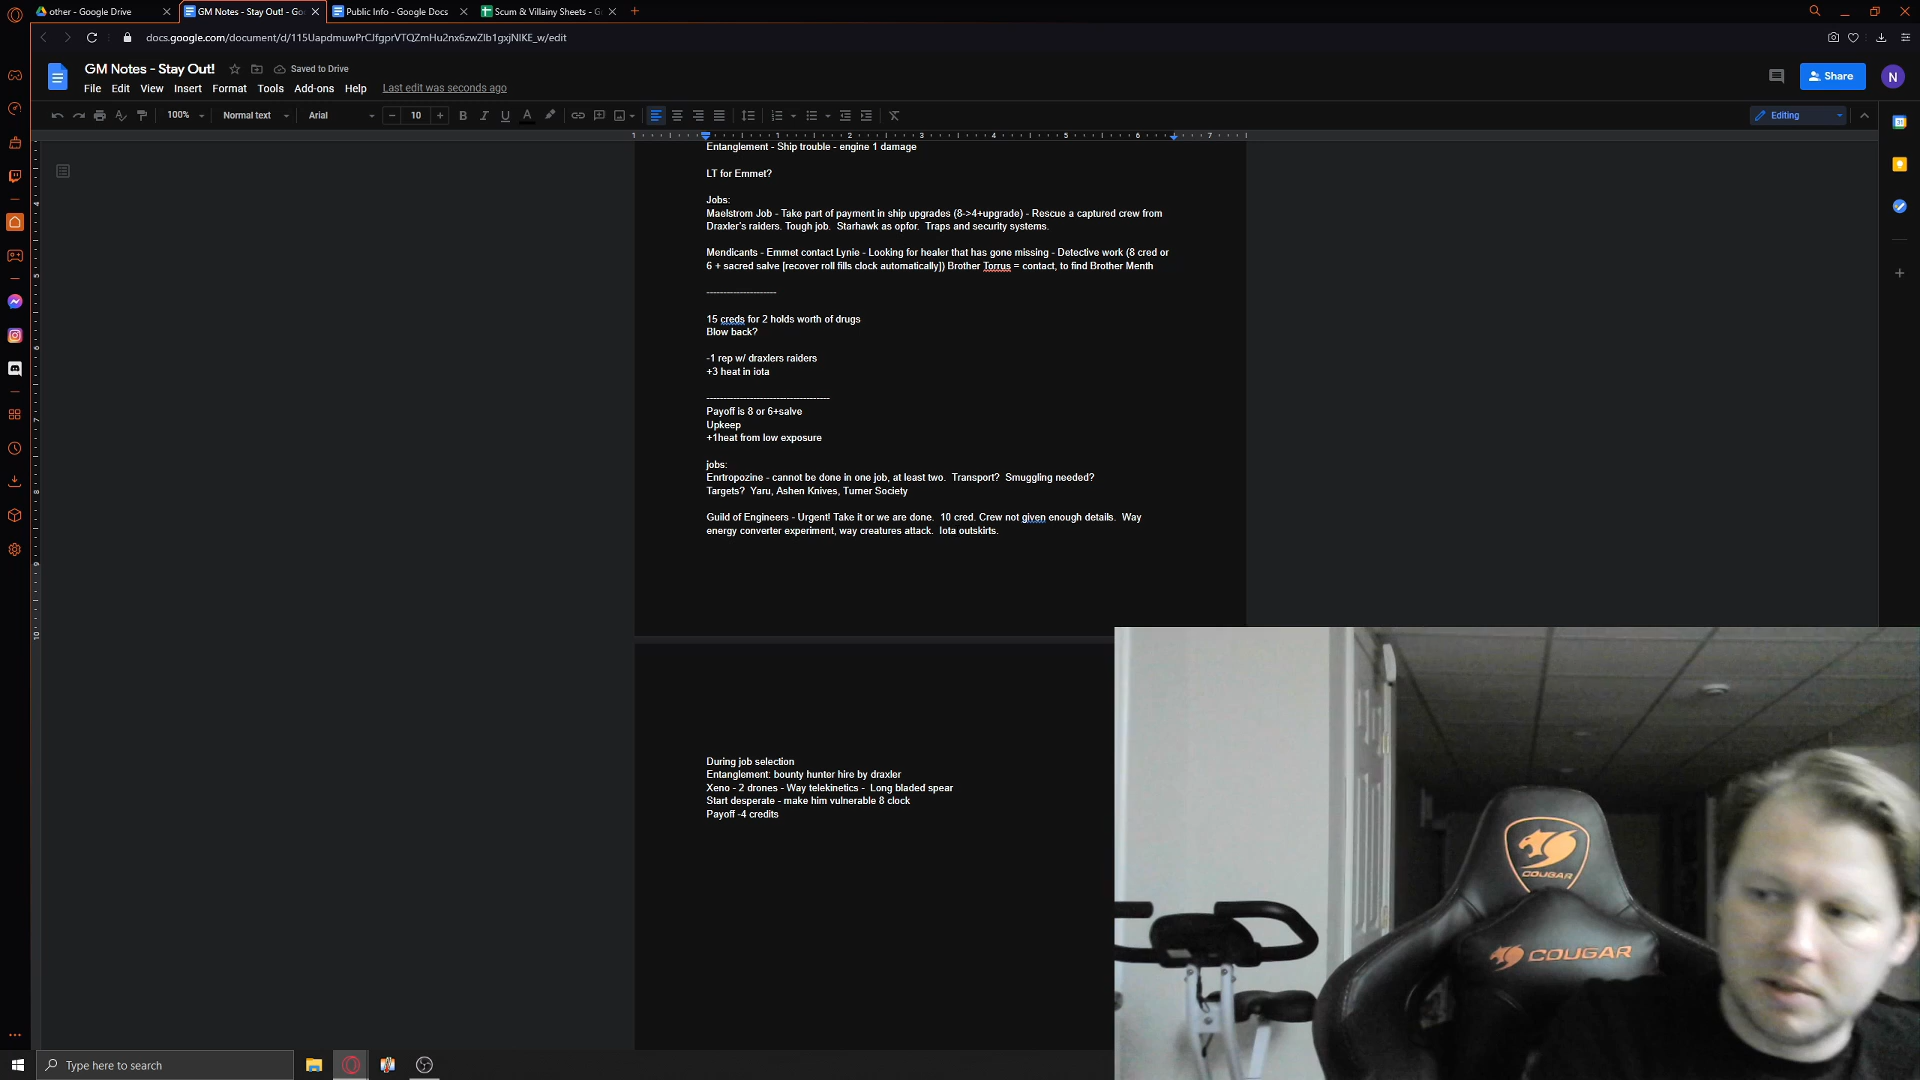 other - Google Drive
GM Notes - Stay Out! - Go
Public Info - Google Docs
Scum & Villainy Sheets - G
docs.google.com/document/d/115UapdmuwPrCJfgprVTQZmHu2nx6zwZlb1gxjNIKE_w/edit
GM Notes - Stay Out!
Saved to Drive
File Edit View Insert Format Tools Add-ons Help Last edit was seconds ago
Share
N
100% Normal text Arial 10 B I U A Editing
1 1 2 3 4 5 6 7
Entanglement - Ship trouble - engine 1 damage
LT for Emmet?
Jobs:
Maelstrom Job - Take part of payment in ship upgrades (8->4+upgrade) - Rescue a captured crew from
Draxler's raiders. Tough job. Starhawk as opfor. Traps and security systems.
Mendicants - Emmet contact Lynie - Looking for healer that has gone missing - Detective work (8 cred or
6 + sacred salve [recover roll fills clock automatically]) Brother Torrus = contact, to find Brother Menth
---------------------
15 creds for 2 holds worth of drugs
Blow back?
-1 rep w/ draxlers raiders
+3 heat in iota
-------------------------------------
Payoff is 8 or 6+salve
Upkeep
+1heat from low exposure
jobs:
Enrtropozine - cannot be done in one job, at least two. Transport? Smuggling needed?
Targets? Yaru, Ashen Knives, Turner Society
Guild of Engineers - Urgent! Take it or we are done. 10 cred. Crew not given enough details. Way
energy converter experiment, way creatures attack. Iota outskirts.
During job selection
Entanglement: bounty hunter hire by draxler
Xeno - 2 drones - Way telekinetics - Long bladed spear
Start desperate - make him vulnerable 8 clock
Payoff -4 credits
COUGAR
COUGAR
Type here to search